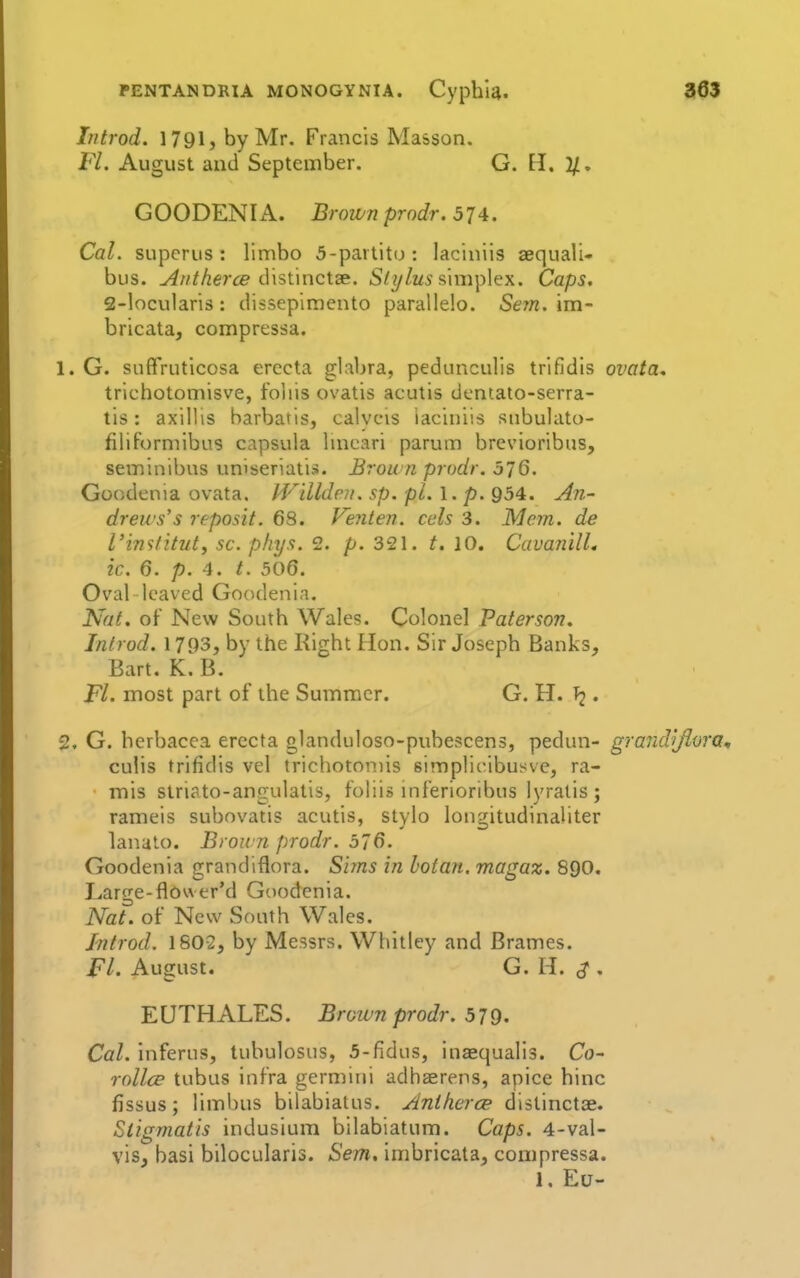 PENTANDRIA MONOGYNIA. Cyphia. 363
Introd. 1791, by Mr. Francis Masson.
Fl. August and September. G. H. ♃.
GOODENIA. Brown prodr. 574.
Cal. superus: limbo 5-partito: laciniis æquali-
bus. Antheræ distinctæ. Stylus simplex. Caps.
2-locularis: dissepimento parallelo. Sem. im-
bricata, compressa.
1. G. suffruticosa erecta glabra, pedunculis trifidis ovata.
trichotomisve, foliis ovatis acutis dentato-serra-
tis: axillis barbatis, calycis laciniis subulato-
filiformibus capsula lineari parum brevioribus,
seminibus uniseriatis. Brown prodr. 576.
Goodenia ovata. Willden. sp. pl. 1. p. 954. An-
drews's reposit. 68. Venten. cels 3. Mem. de
l'institut, sc. phys. 2. p. 321. t. 10. Cavanill.
ic. 6. p. 4. t. 506.
Oval-leaved Goodenia.
Nat. of New South Wales. Colonel Paterson.
Introd. 1793, by the Right Hon. Sir Joseph Banks,
Bart. K. B.
Fl. most part of the Summer. G. H. ♄.
2. G. herbacea erecta glanduloso-pubescens, pedun- grandiflora.
culis trifidis vel trichotomis simplicibusve, ra-
mis striato-angulatis, foliis inferioribus lyratis;
rameis subovatis acutis, stylo longitudinaliter
lanato. Brown prodr. 576.
Goodenia grandiflora. Sims in botan. magaz. 890.
Large-flower'd Goodenia.
Nat. of New South Wales.
Introd. 1802, by Messrs. Whitley and Brames.
Fl. August. G. H. ♂.
EUTHALES. Brown prodr. 579.
Cal. inferus, tubulosus, 5-fidus, inæqualis. Co-
rollæ tubus infra germini adhærens, apice hinc
fissus; limbus bilabiatus. Antheræ distinctæ.
Stigmatis indusium bilabiatum. Caps. 4-val-
vis, basi bilocularis. Sem. imbricata, compressa.
1. Eu-